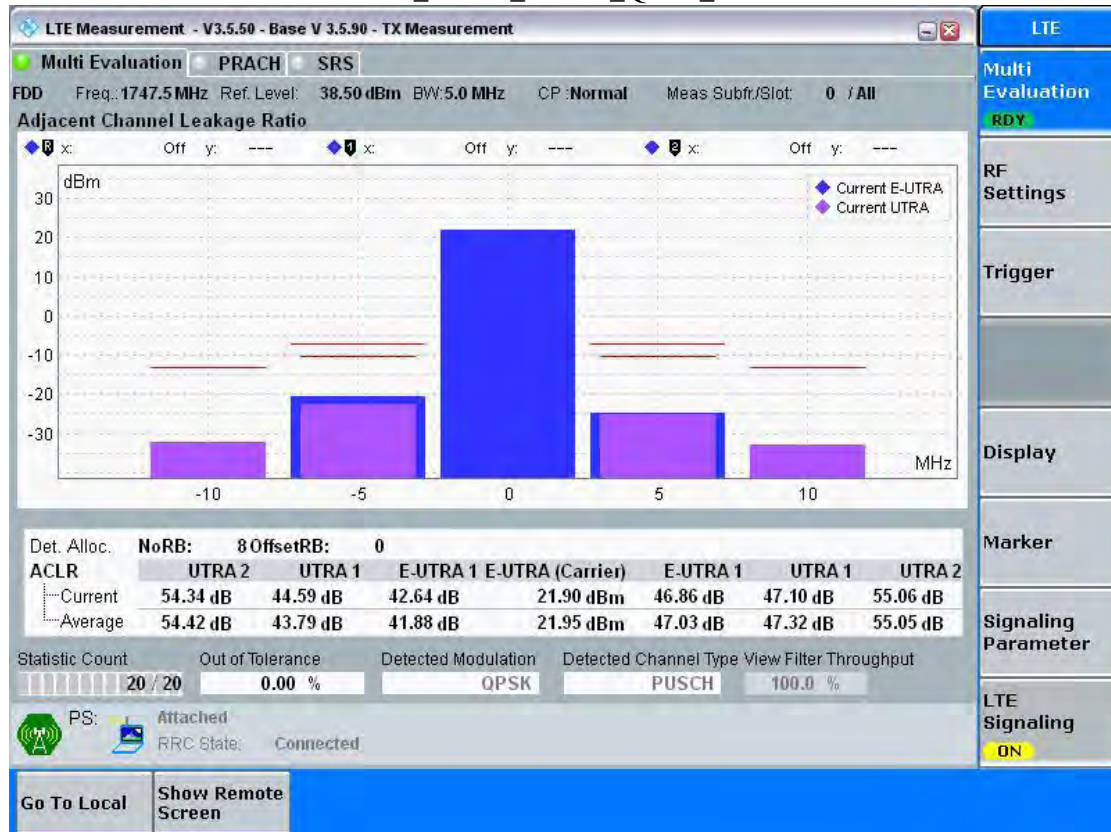 LTE Measurement - V3.5.50 - Base V 3.5.90 - TX Measurement
LTE
Multi Evaluation PRACH SRS
Multi Evaluation
RDY
FDD Freq.: 1747.5 MHz Ref. Level: 38.50 dBm BW: 5.0 MHz CP : Normal Meas Subfr./Slot: 0 / All
Adjacent Channel Leakage Ratio
R x: Off y: --- 1 x: Off y: --- 2 x: Off y: ---
dBm
Current E-UTRA
Current UTRA
30
20
10
0
-10
-20
-30
MHz
-10 -5 0 5 10
RF Settings
Trigger
Display
Marker
Signaling Parameter
LTE Signaling
ON
Det. Alloc. NoRB: 8 OffsetRB: 0
ACLR UTRA 2 UTRA 1 E-UTRA 1 E-UTRA (Carrier) E-UTRA 1 UTRA 1 UTRA 2
Current 54.34 dB 44.59 dB 42.64 dB 21.90 dBm 46.86 dB 47.10 dB 55.06 dB
Average 54.42 dB 43.79 dB 41.88 dB 21.95 dBm 47.03 dB 47.32 dB 55.05 dB
Statistic Count Out of Tolerance Detected Modulation Detected Channel Type View Filter Throughput
20 / 20 0.00 % QPSK PUSCH 100.0 %
PS: Attached
RRC State: Connected
Go To Local
Show Remote Screen